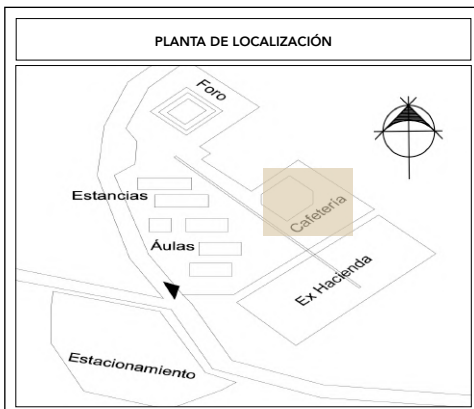 PLANTA DE LOCALIZACIÓN
Foro
Estancias
Cafetería
Áulas
Ex Hacienda
Estacionamiento